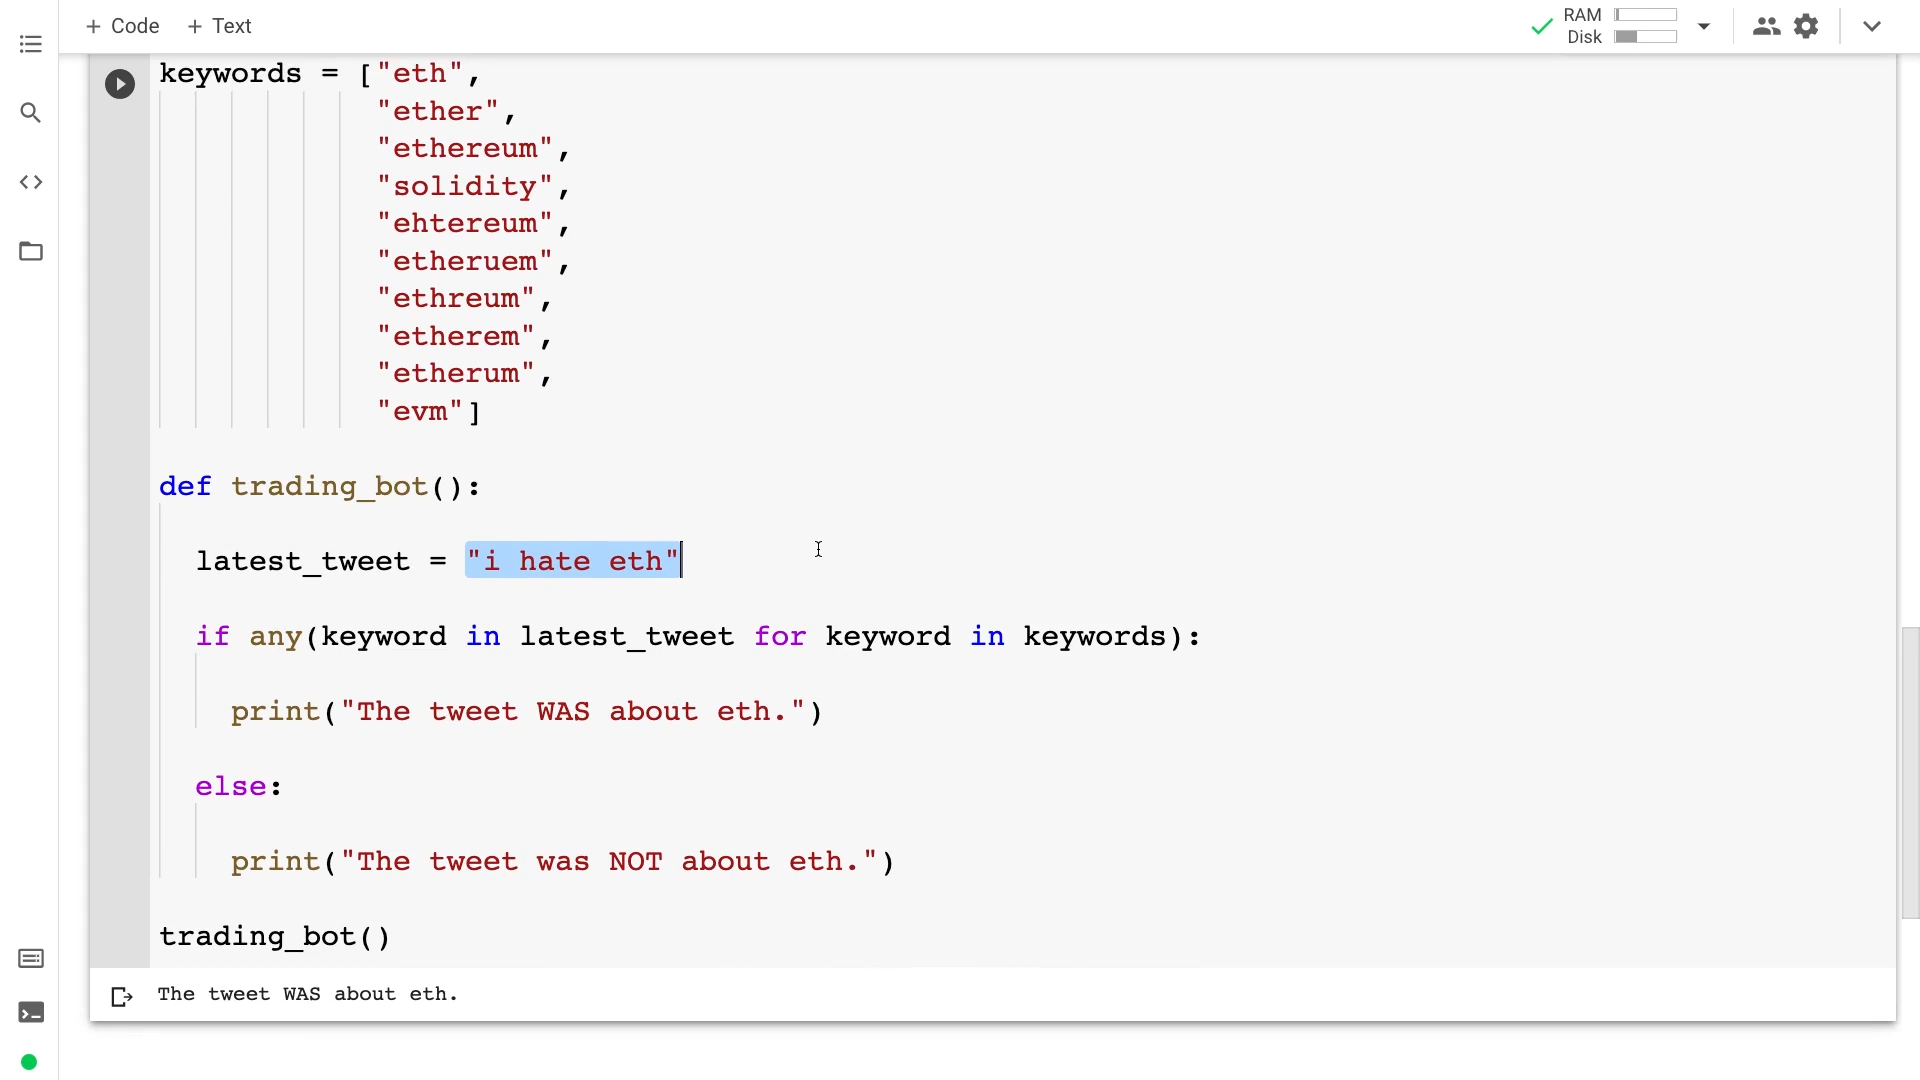 + Code + Text
RAM
Disk
keywords = ["eth",
"ether",
"ethereum",
"solidity",
"ehtereum",
"etheruem",
"ethreum",
"etherem",
"etherum",
"evm"]
def trading_bot():
latest_tweet = "i hate eth"
if any(keyword in latest_tweet for keyword in keywords):
print("The tweet WAS about eth.")
else:
print("The tweet was NOT about eth.")
trading_bot()
The tweet WAS about eth.